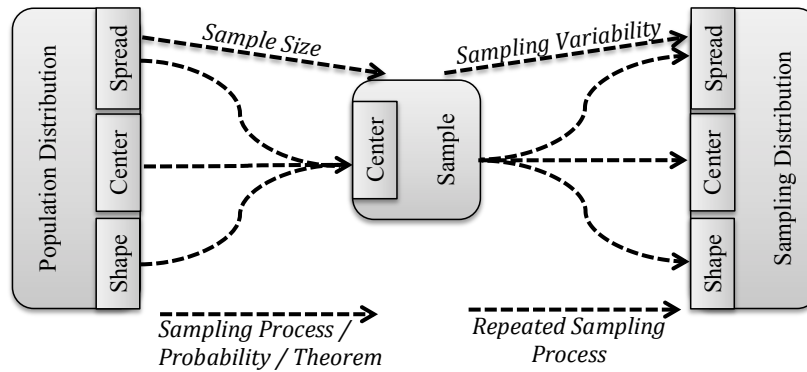 Population Distribution
Spread
Center
Shape
Sample Size
Center
Sample
Sampling Variability
Spread
Center
Shape
Sampling Distribution
Sampling Process /
Probability / Theorem
Repeated Sampling
Process